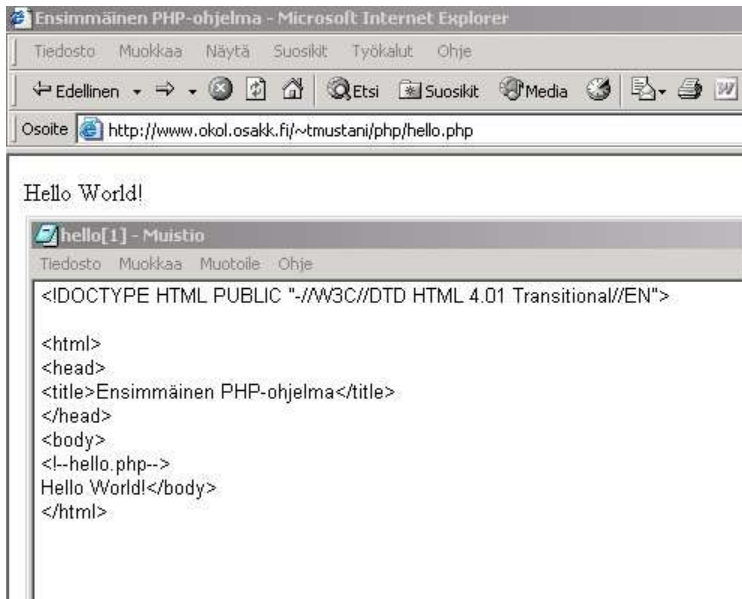 Ensimmäinen PHP-ohjelma - Microsoft Internet Explorer
Tiedosto Muokkaa Näytä Suosikit Työkalut Ohje
Edellinen Etsi Suosikit Media
Osoite http://www.okol.osakk.fi/~tmustani/php/hello.php
Hello World!
hello[1] - Muistio
Tiedosto Muokkaa Muotoile Ohje
<!DOCTYPE HTML PUBLIC "-//W3C//DTD HTML 4.01 Transitional//EN">
<html>
<head>
<title>Ensimmäinen PHP-ohjelma</title>
</head>
<body>
<!--hello.php-->
Hello World!</body>
</html>